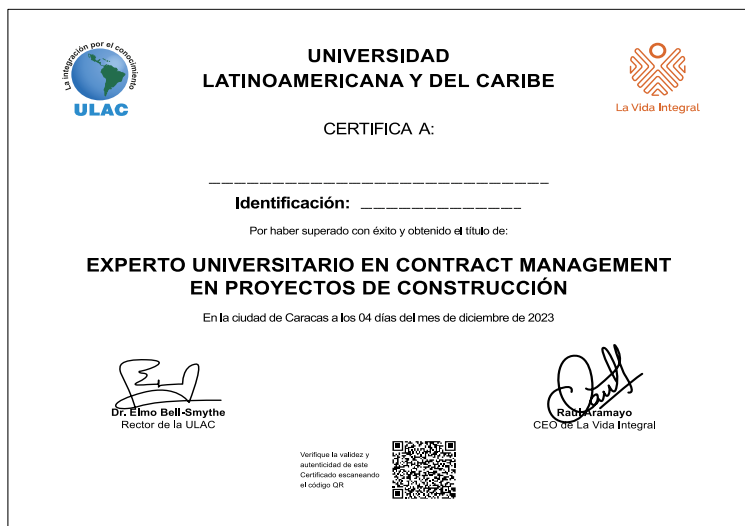 La integración por el conocimiento
ULAC
UNIVERSIDAD
LATINOAMERICANA Y DEL CARIBE
La Vida Integral
CERTIFICA A:
Identificación:
Por haber superado con éxito y obtenido el título de:
EXPERTO UNIVERSITARIO EN CONTRACT MANAGEMENT
EN PROYECTOS DE CONSTRUCCIÓN
En la ciudad de Caracas a los 04 días del mes de diciembre de 2023
Dr. Elmo Bell-Smythe
Rector de la ULAC
Raúl Aramayo
CEO de La Vida Integral
Verifique la validez y
autenticidad de este
Certificado escaneando
el código QR